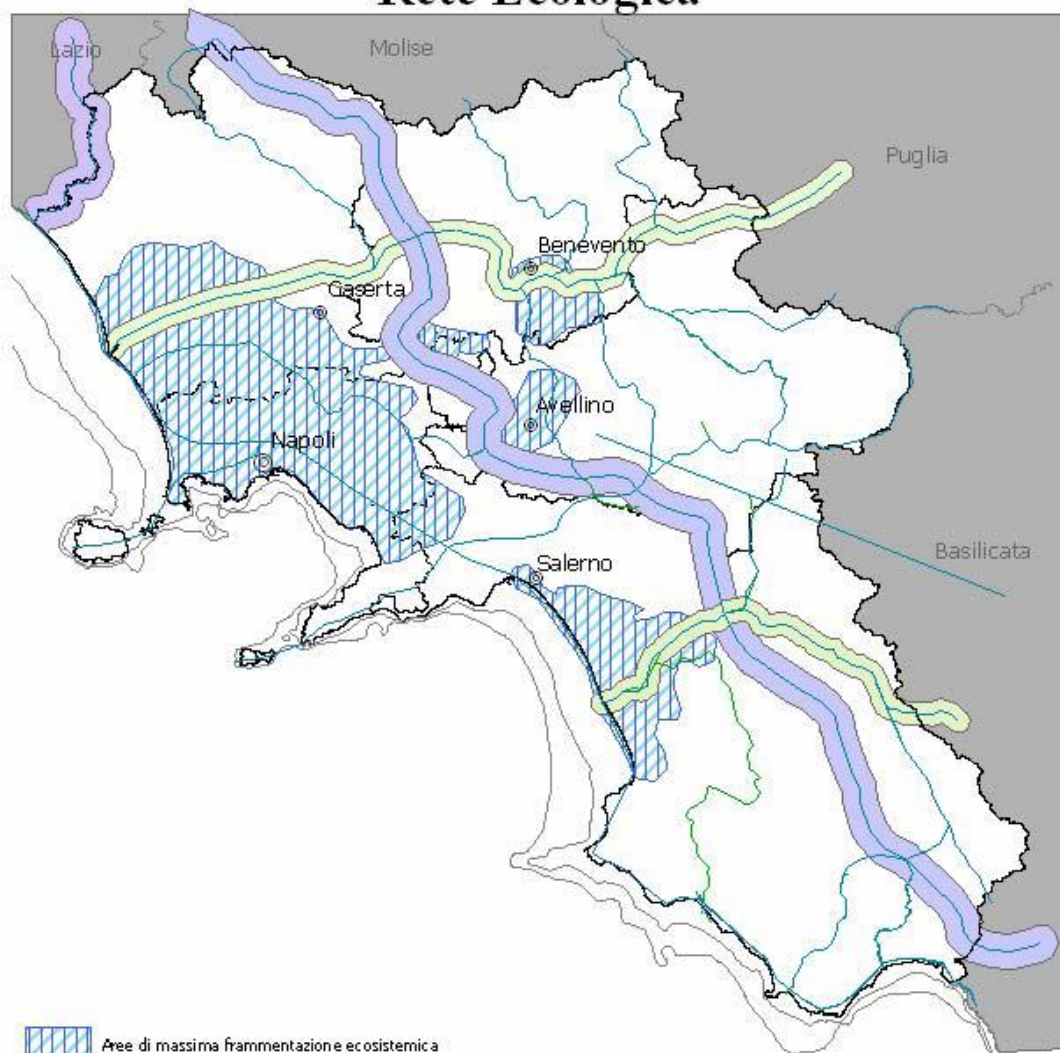 Rete Ecologica
Lazio
Molise
Puglia
Benevento
Caserta
Avellino
Napoli
Basilicata
Salerno
Aree di massima frammentazione ecosistemica